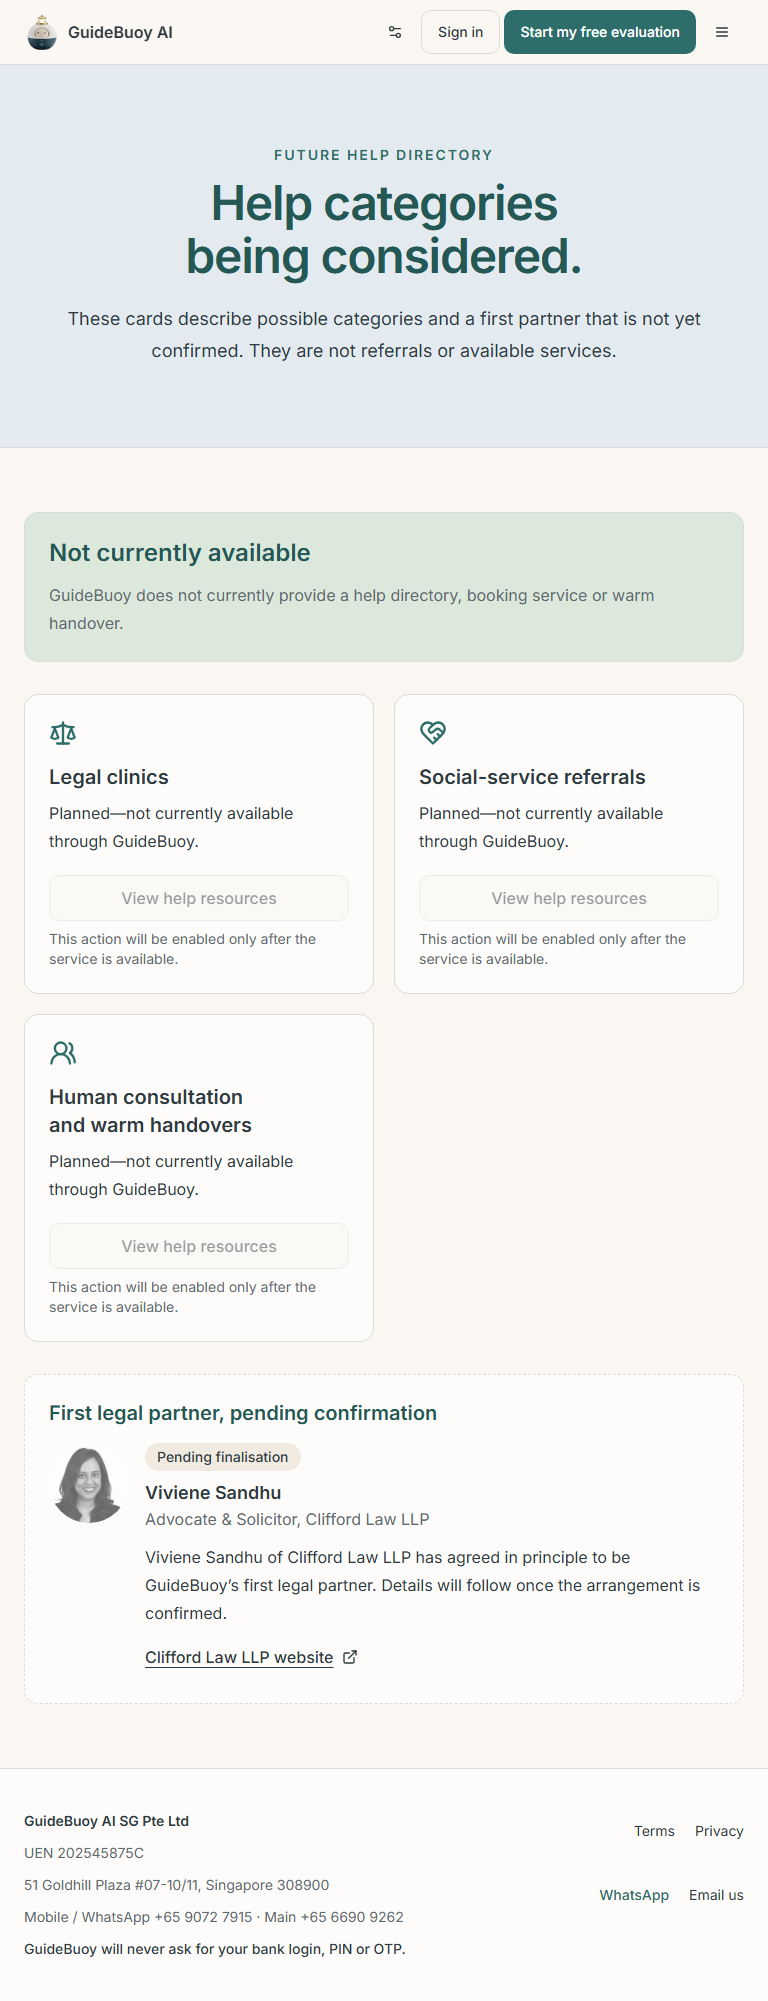 GuideBuoy AI
Sign in
Start my free evaluation
FUTURE HELP DIRECTORY
Help categories
being considered.
These cards describe possible categories and a first partner that is not yet
confirmed. They are not referrals or available services.
Not currently available
GuideBuoy does not currently provide a help directory, booking service or warm
handover.
Legal clinics
Planned—not currently available
through GuideBuoy.
View help resources
This action will be enabled only after the
service is available.
Social-service referrals
Planned—not currently available
through GuideBuoy.
View help resources
This action will be enabled only after the
service is available.
Human consultation
and warm handovers
Planned—not currently available
through GuideBuoy.
View help resources
This action will be enabled only after the
service is available.
First legal partner, pending confirmation
Pending finalisation
Viviene Sandhu
Advocate & Solicitor, Clifford Law LLP
Viviene Sandhu of Clifford Law LLP has agreed in principle to be
GuideBuoy’s first legal partner. Details will follow once the arrangement is
confirmed.
Clifford Law LLP website
GuideBuoy AI SG Pte Ltd
UEN 202545875C
51 Goldhill Plaza #07-10/11, Singapore 308900
Mobile / WhatsApp +65 9072 7915 · Main +65 6690 9262
GuideBuoy will never ask for your bank login, PIN or OTP.
Terms
Privacy
WhatsApp
Email us